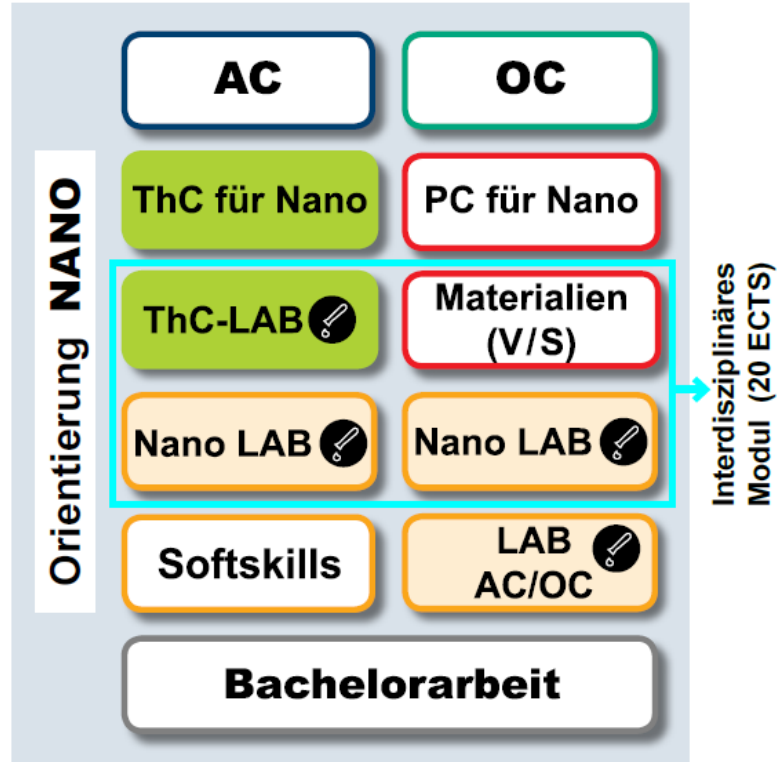 AC
OC
Orientierung NANO
ThC für Nano
PC für Nano
ThC-LAB
Materialien
(V/S)
Nano LAB
Nano LAB
Interdisziplinäres
Modul (20 ECTS)
Softskills
LAB
AC/OC
Bachelorarbeit